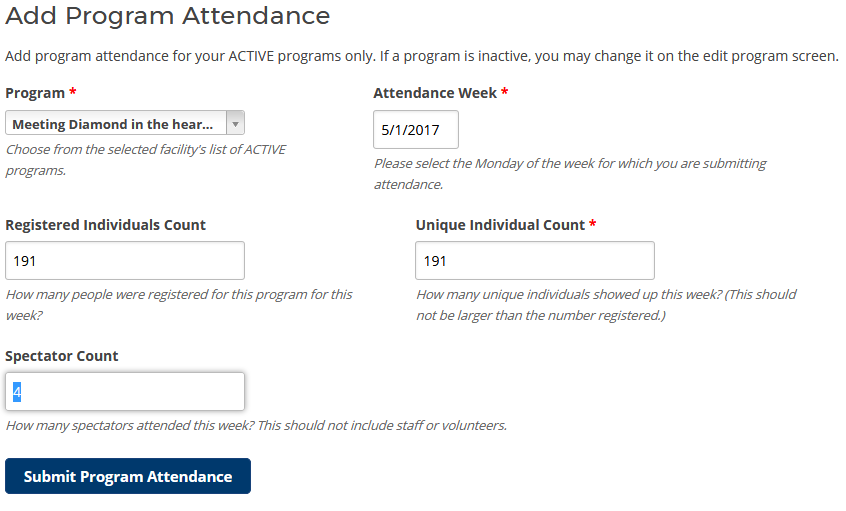 Add Program Attendance
Add program attendance for your ACTIVE programs only. If a program is inactive, you may change it on the edit program screen.
Program *
Meeting Diamond in the hear...
Choose from the selected facility's list of ACTIVE
programs.
Attendance Week *
5/1/2017
Please select the Monday of the week for which you are submitting
attendance.
Registered Individuals Count
191
How many people were registered for this program for this
week?
Unique Individual Count *
191
How many unique individuals showed up this week? (This should
not be larger than the number registered.)
Spectator Count
4
How many spectators attended this week? This should not include staff or volunteers.
Submit Program Attendance